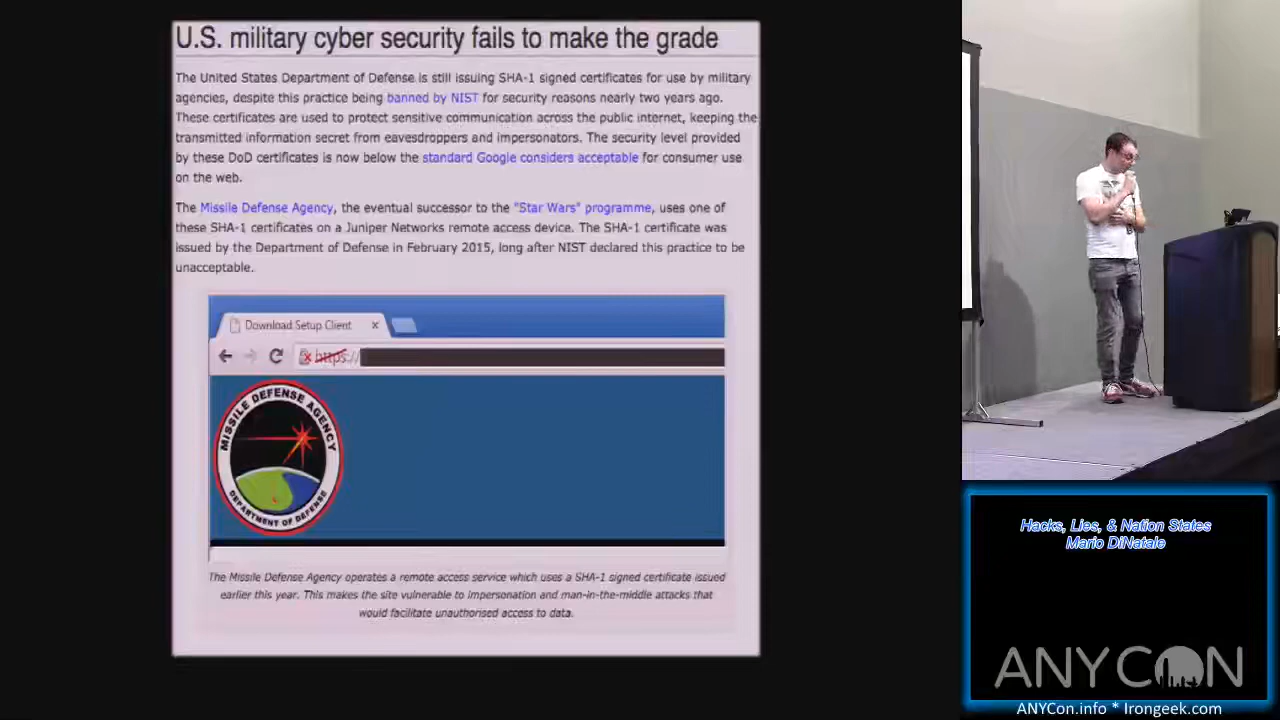 U.S. military cyber security fails to make the grade
The United States Department of Defense is still issuing SHA-1 signed certificates for use by military
agencies, despite this practice being banned by NIST for security reasons nearly two years ago.
These certificates are used to protect sensitive communication across the public internet, keeping the
transmitted information secret from eavesdroppers and impersonators. The security level provided
by these DoD certificates is now below the standard Google considers acceptable for consumer use
on the web.
The Missile Defense Agency, the eventual successor to the "Star Wars" programme, uses one of
these SHA-1 certificates on a Juniper Networks remote access device. The SHA-1 certificate was
issued by the Department of Defense in February 2015, long after NIST declared this practice to be
unacceptable.
Download Setup Client
https://
MISSILE DEFENSE AGENCY
DEPARTMENT OF DEFENSE
The Missile Defense Agency operates a remote access service which uses a SHA-1 signed certificate issued
earlier this year. This makes the site vulnerable to impersonation and man-in-the-middle attacks that
would facilitate unauthorised access to data.
Hacks, Lies, & Nation States
Mario DiNatale
ANYCON
ANYCon.info * Irongeek.com